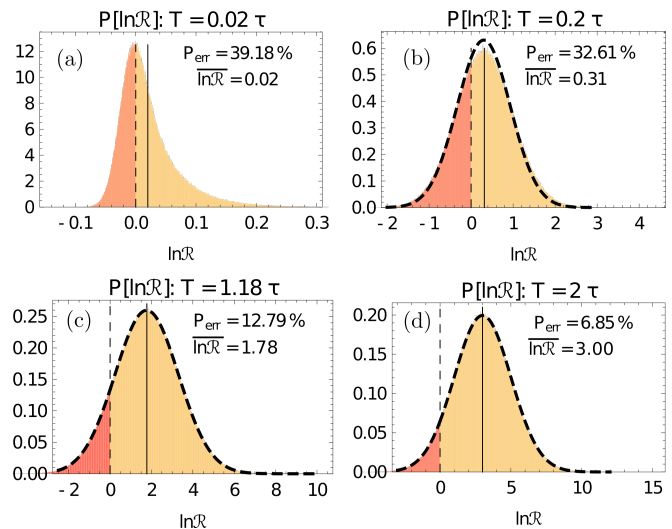 P[lnℛ]: T = 0.02 τ
(a)
P_err = 39.18 %
l̅n̅ℛ̅ = 0.02
12
10
8
6
4
2
0
- 0.1 0.0 0.1 0.2 0.3
lnℛ
P[lnℛ]: T = 0.2 τ
(b)
P_err = 32.61 %
l̅n̅ℛ̅ = 0.31
0.6
0.5
0.4
0.3
0.2
0.1
0.0
- 2 - 1 0 1 2 3 4
lnℛ
P[lnℛ]: T = 1.18 τ
(c)
P_err = 12.79 %
l̅n̅ℛ̅ = 1.78
0.25
0.20
0.15
0.10
0.05
0.00
- 2 0 2 4 6 8 10
lnℛ
P[lnℛ]: T = 2 τ
(d)
P_err = 6.85 %
l̅n̅ℛ̅ = 3.00
0.20
0.15
0.10
0.05
0.00
0 5 10 15
lnℛ